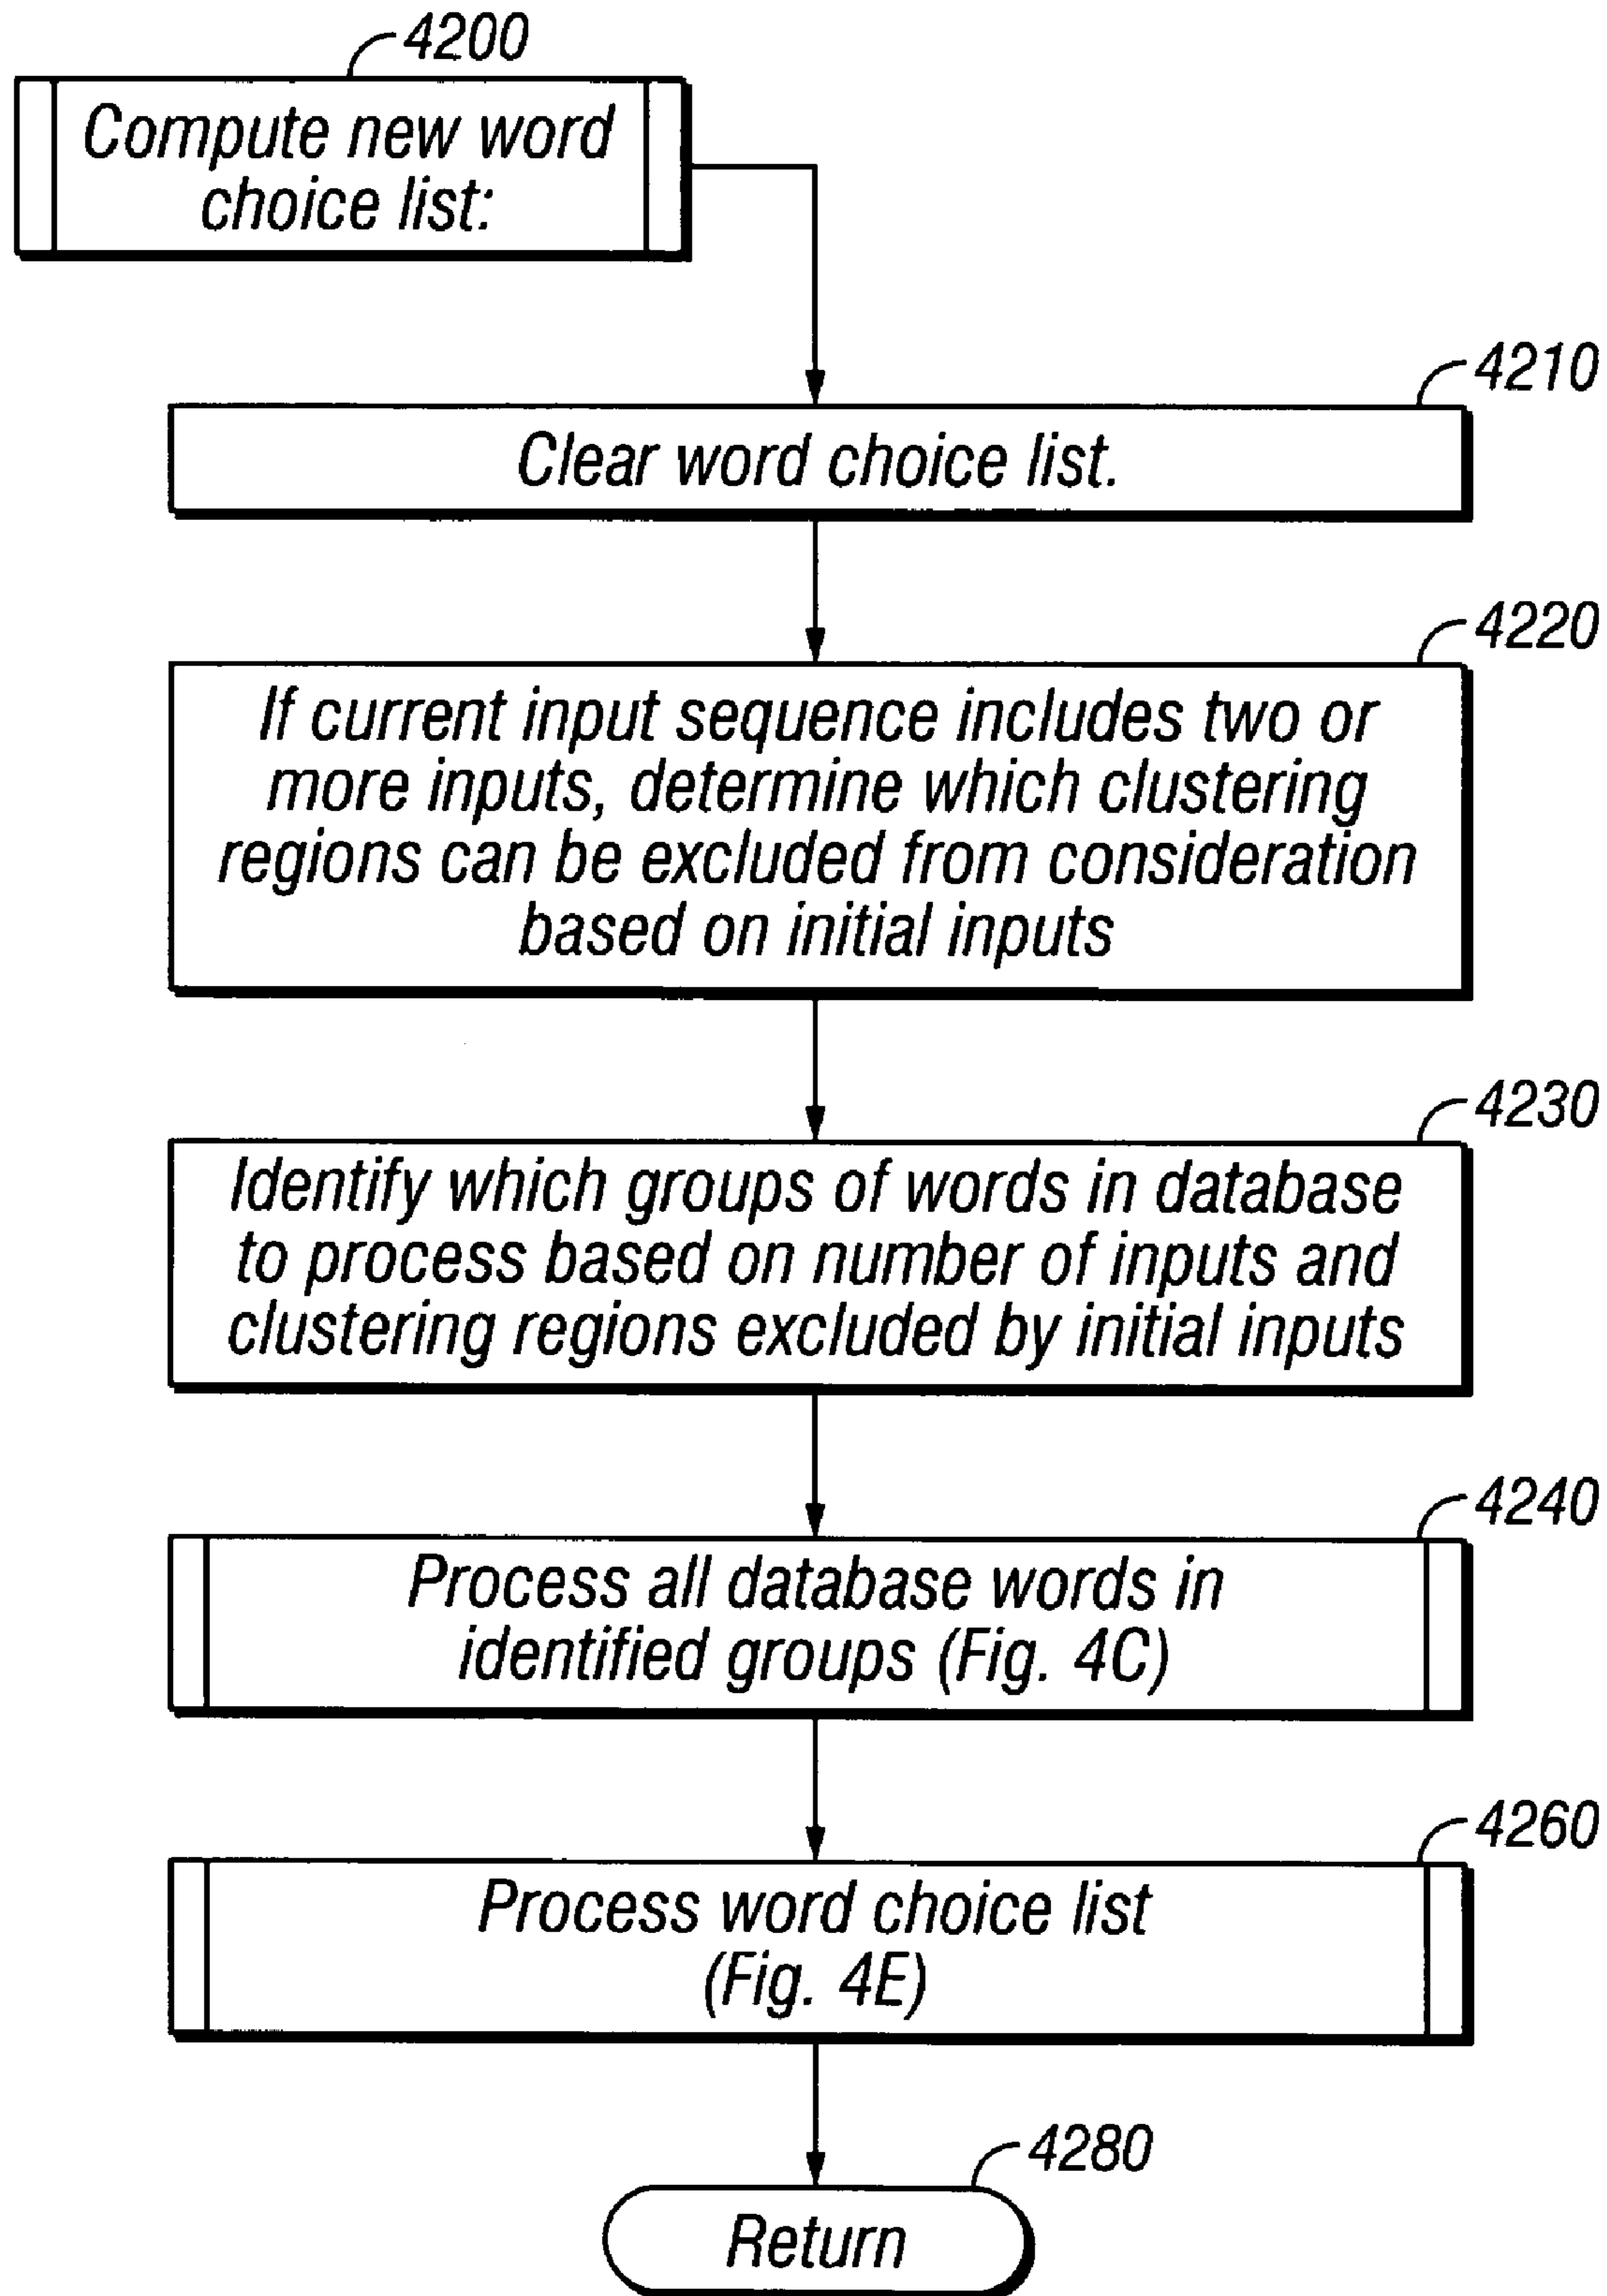 4200
Compute new word
choice list:
4210
Clear word choice list.
4220
If current input sequence includes two or
more inputs, determine which clustering
regions can be excluded from consideration
based on initial inputs
4230
Identify which groups of words in database
to process based on number of inputs and
clustering regions excluded by initial inputs
4240
Process all database words in
identified groups (Fig. 4C)
4260
Process word choice list
(Fig. 4E)
4280
Return